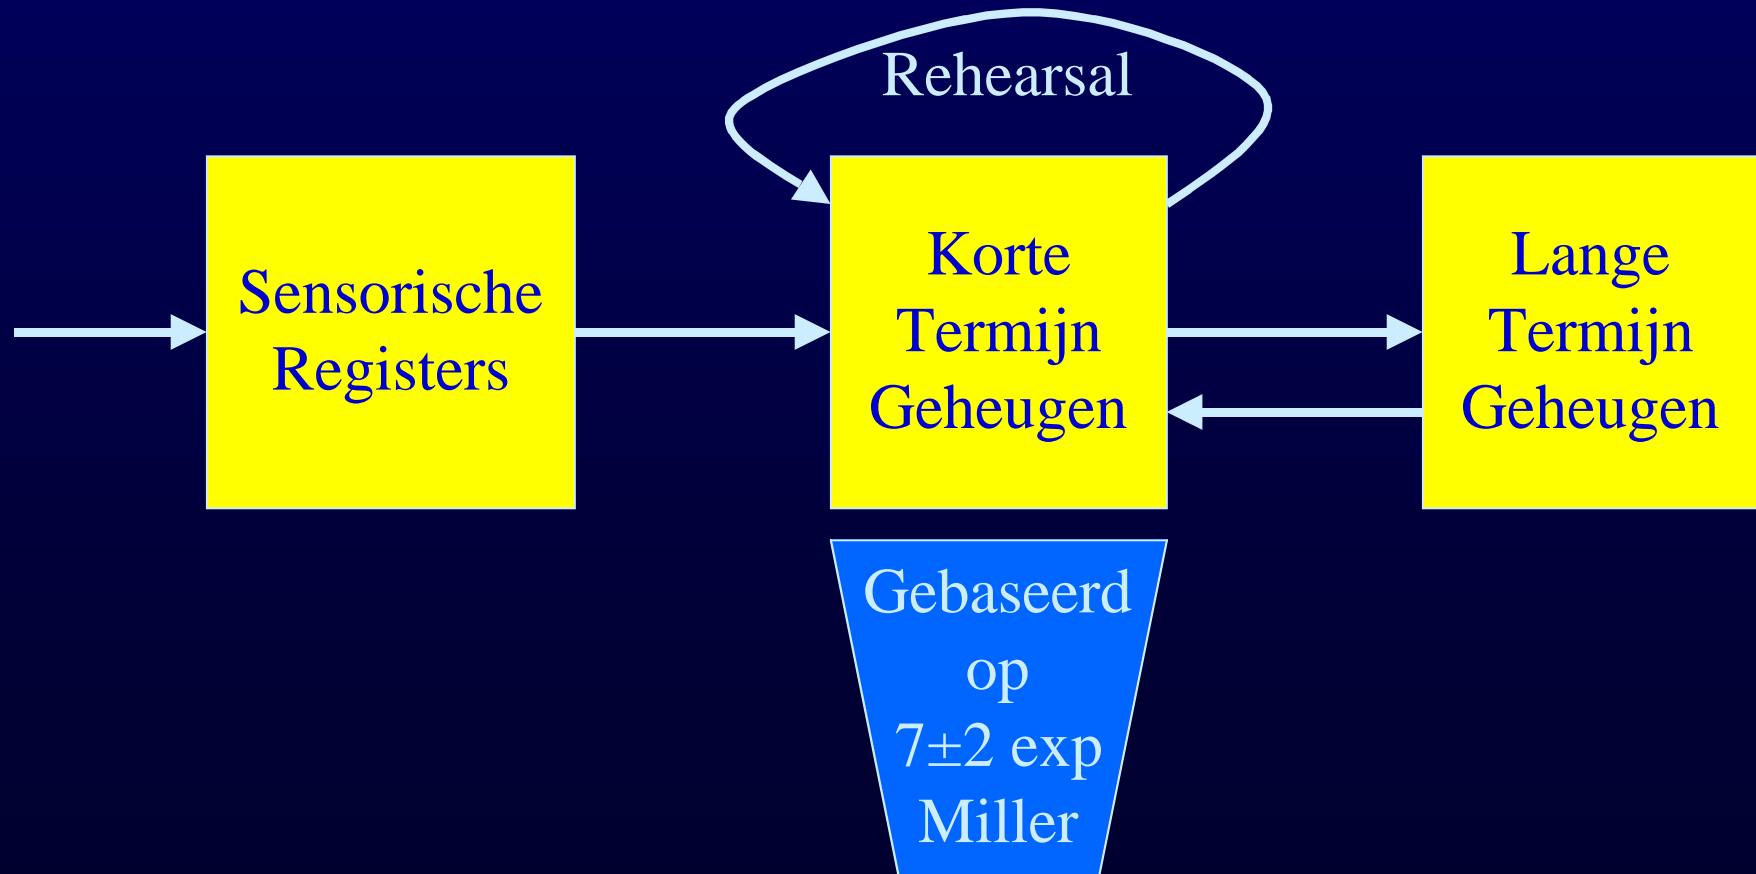 Rehearsal
Sensorische
Registers
Korte
Termijn
Geheugen
Lange
Termijn
Geheugen
Gebaseerd
op
7±2 exp
Miller